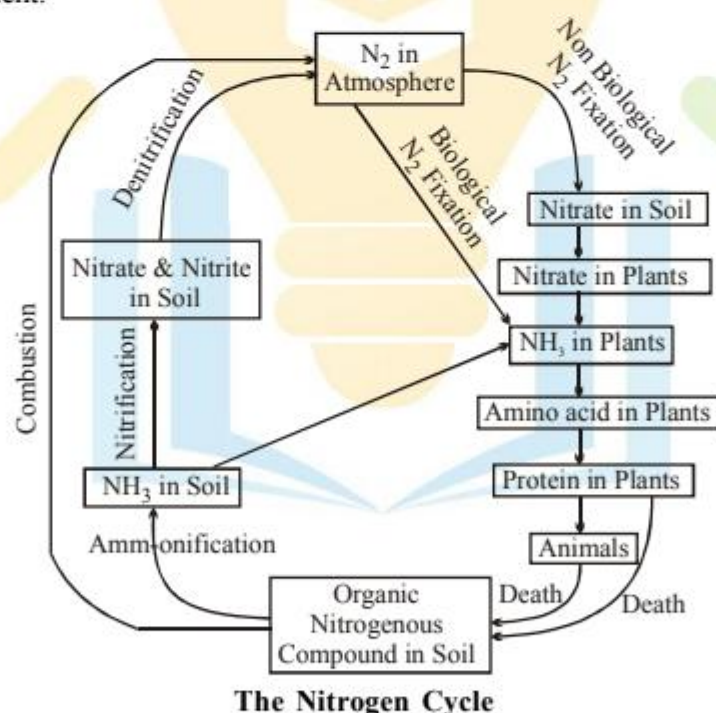 N₂ in
Atmosphere
Non Biological
N₂ Fixation
Biological
N₂ Fixation
Denitrification
Nitrate in Soil
Nitrate & Nitrite
in Soil
Nitrate in Plants
Combustion
Nitrification
NH₃ in Plants
Amino acid in Plants
NH₃ in Soil
Protein in Plants
Amm-onification
Animals
Organic
Nitrogenous
Compound in Soil
Death
Death
The Nitrogen Cycle